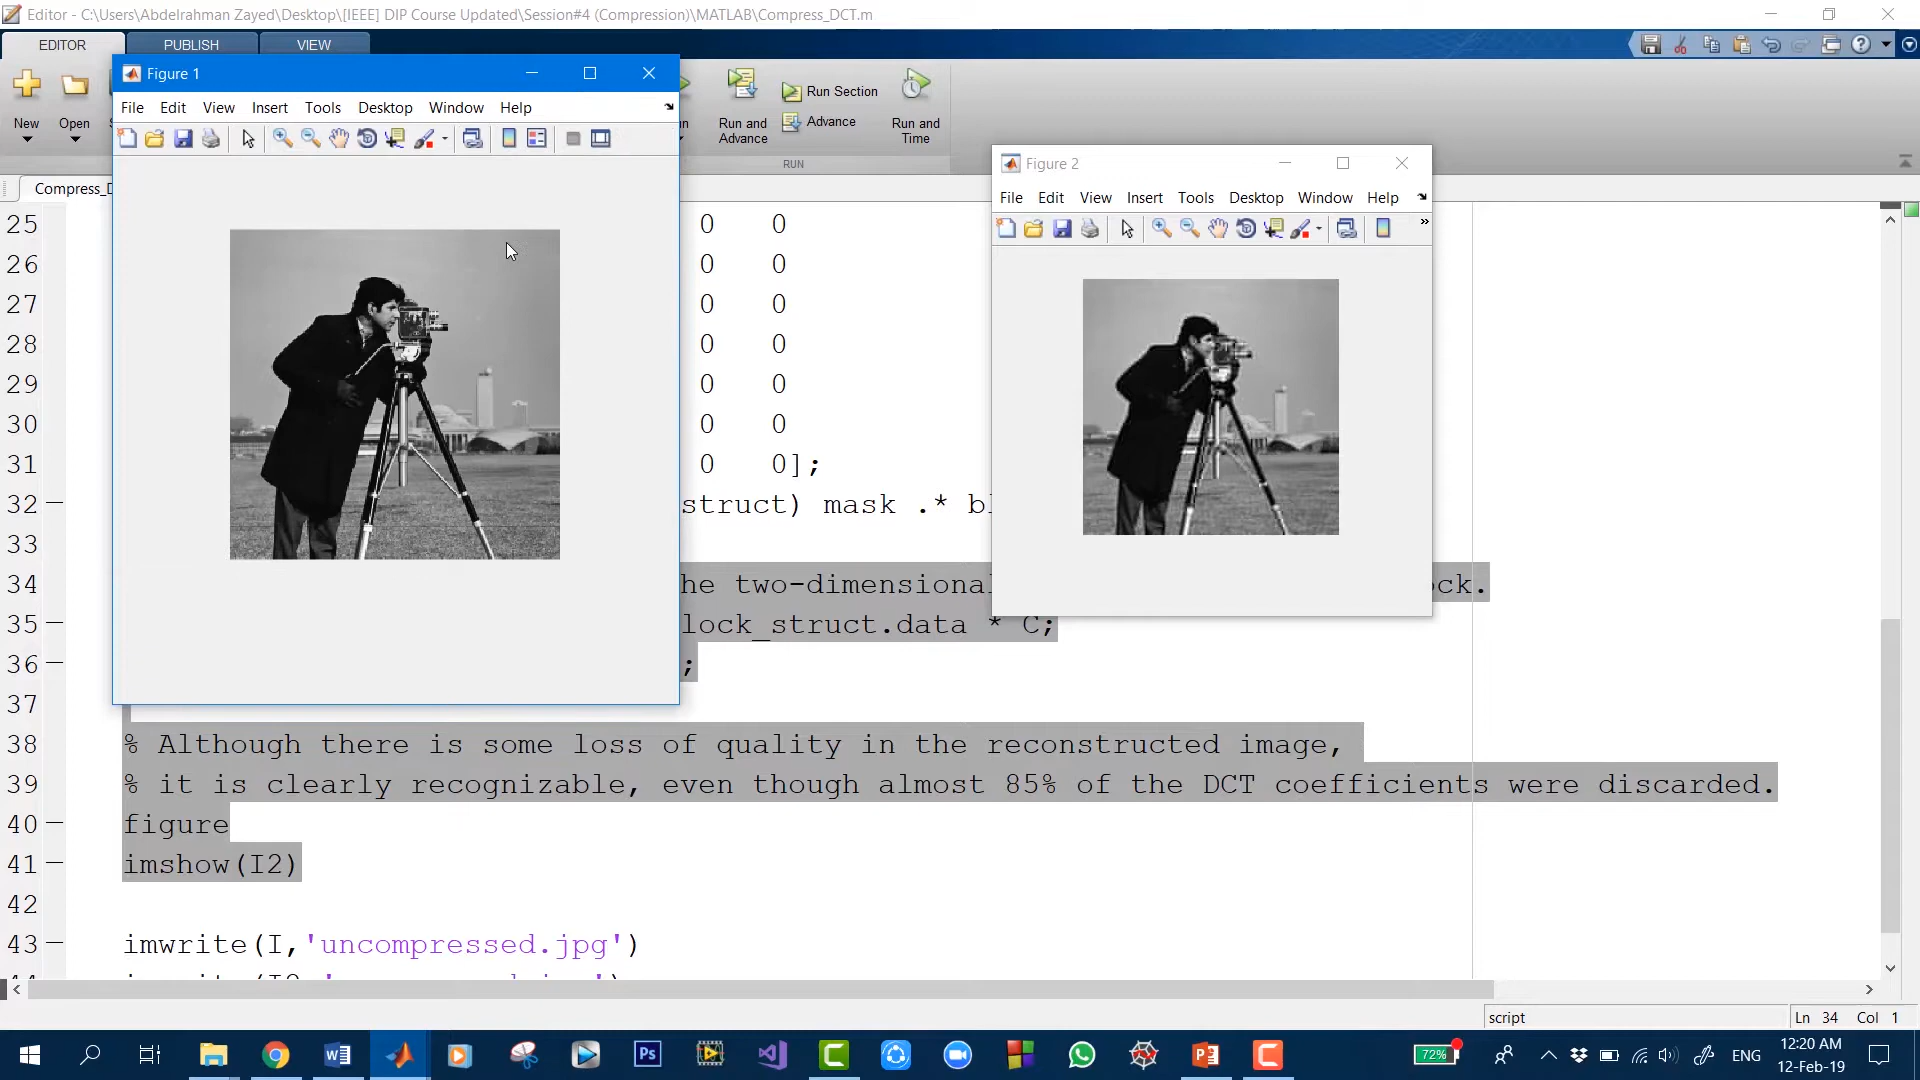 Editor - C:\Users\Abdelrahman Zayed\Desktop\[IEEE] DIP Course Updated\Session#4 (Compression)\MATLAB\Compress_DCT.m
EDITOR PUBLISH VIEW
New Open
Run and Advance
Run Section
Advance
Run and Time
RUN
Figure 1
File Edit View Insert Tools Desktop Window Help
Figure 2
File Edit View Insert Tools Desktop Window Help
25 0 0
26 0 0
27 0 0
28 0 0
29 0 0
30 0 0
31 0 0];
32 struct) mask .*
33
34 two-dimensional
35 lock_struct.data * C;
36 ;
37
38 % Although there is some loss of quality in the reconstructed image,
39 % it is clearly recognizable, even though almost 85% of the DCT coefficients were discarded.
40 figure
41 imshow(I2)
42
43 imwrite(I,'uncompressed.jpg')
script
Ln 34 Col 1
Ps
72%
ENG
12:20 AM
12-Feb-19